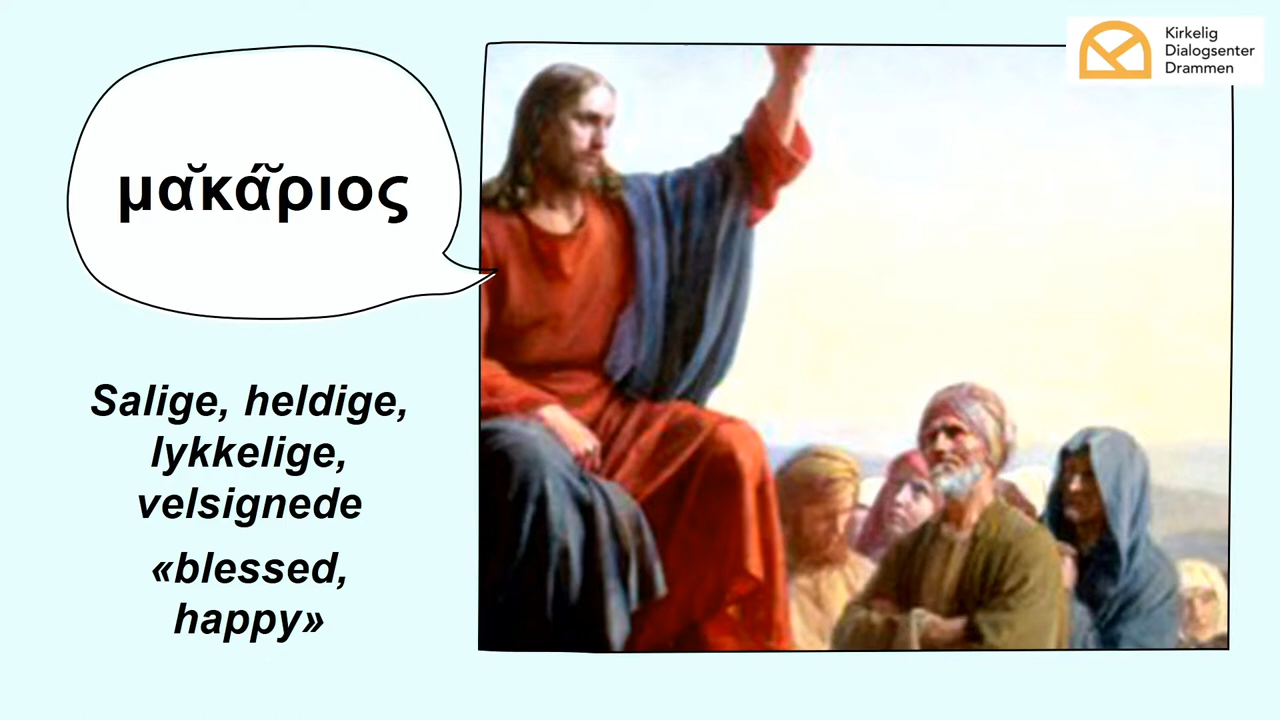 μᾰκᾰ́ριος
Salige, heldige,
lykkelige,
velsignede
«blessed,
happy»
Kirkelig
Dialogsenter
Drammen